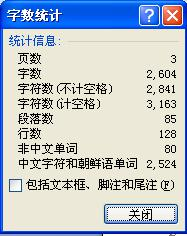 字数统计
统计信息:
页数 3
字数 2,604
字符数(不计空格) 2,841
字符数(计空格) 3,163
段落数 85
行数 128
非中文单词 80
中文字符和朝鲜语单词 2,524
包括文本框、脚注和尾注(F)
关闭